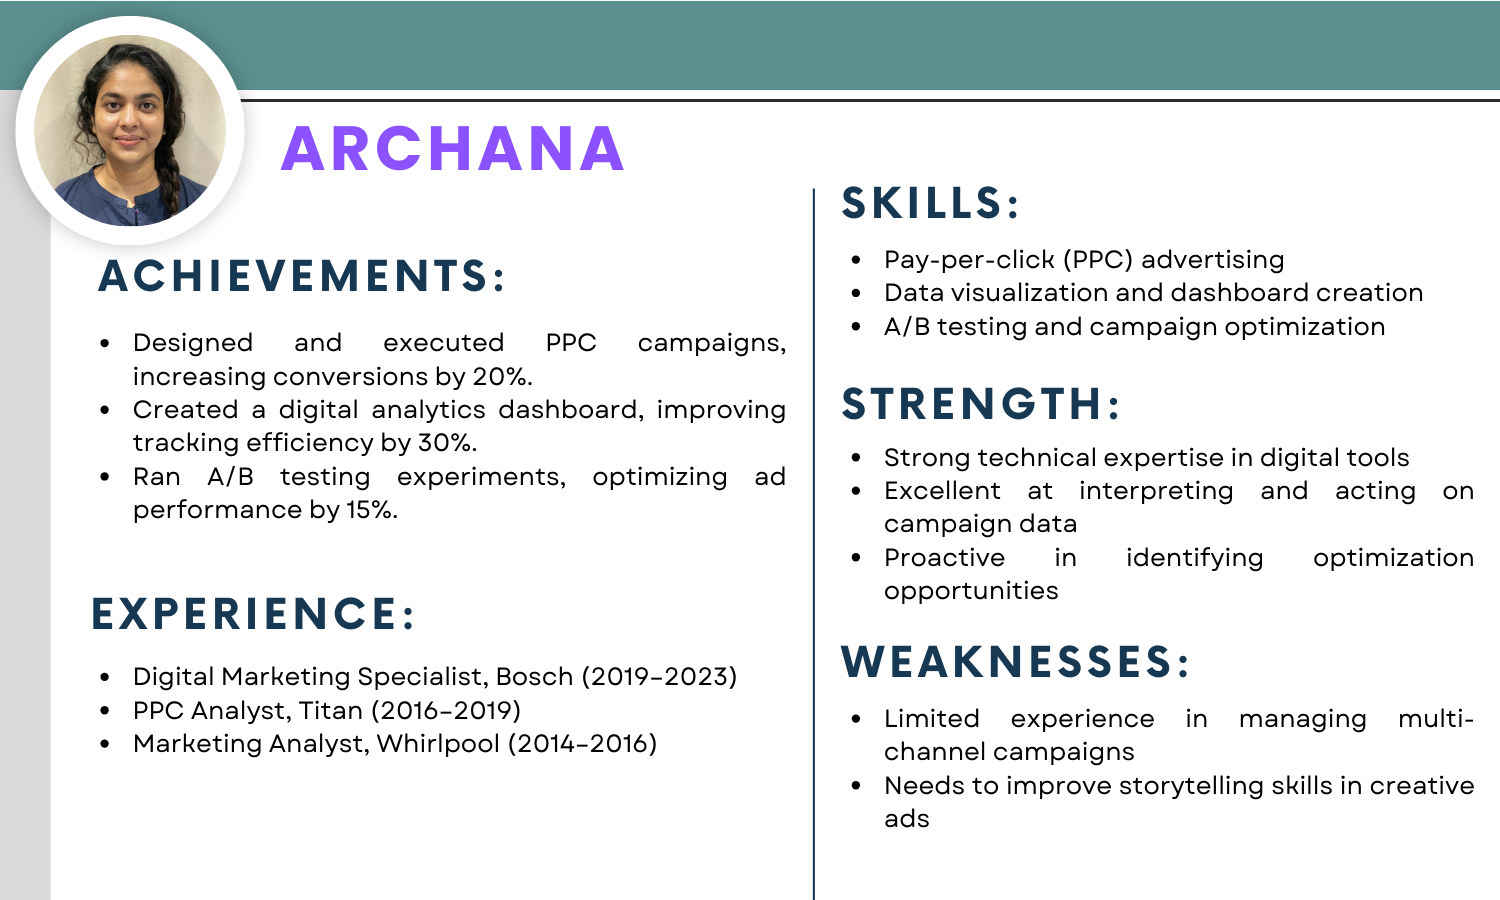 ARCHANA
ACHIEVEMENTS:
• Designed and executed PPC campaigns,
increasing conversions by 20%.
• Created a digital analytics dashboard, improving
tracking efficiency by 30%.
• Ran A/B testing experiments, optimizing ad
performance by 15%.
EXPERIENCE:
• Digital Marketing Specialist, Bosch (2019–2023)
• PPC Analyst, Titan (2016–2019)
• Marketing Analyst, Whirlpool (2014–2016)
SKILLS:
• Pay-per-click (PPC) advertising
• Data visualization and dashboard creation
• A/B testing and campaign optimization
STRENGTH:
• Strong technical expertise in digital tools
• Excellent at interpreting and acting on
campaign data
• Proactive in identifying optimization
opportunities
WEAKNESSES:
• Limited experience in managing multi-
channel campaigns
• Needs to improve storytelling skills in creative
ads